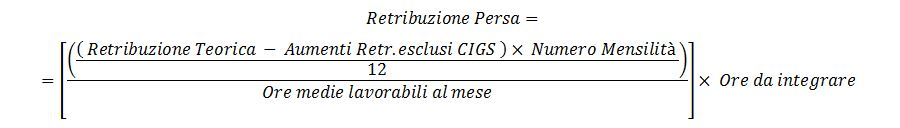 Retribuzione Persa =
= [ ( ( Retribuzione Teorica − Aumenti Retr.esclusi CIGS ) × Numero Mensilità / 12 ) / Ore medie lavorabili al mese ] × Ore da integrare